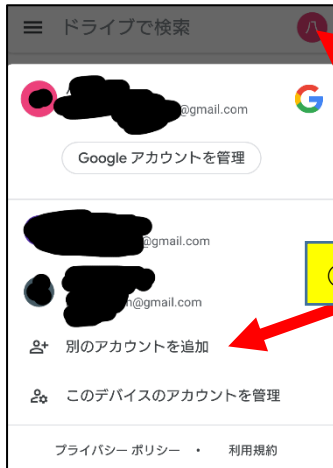 ドライブで検索
八
@gmail.com
Google アカウントを管理
@gmail.com
@gmail.com
別のアカウントを追加
このデバイスのアカウントを管理
プライバシー ポリシー • 利用規約